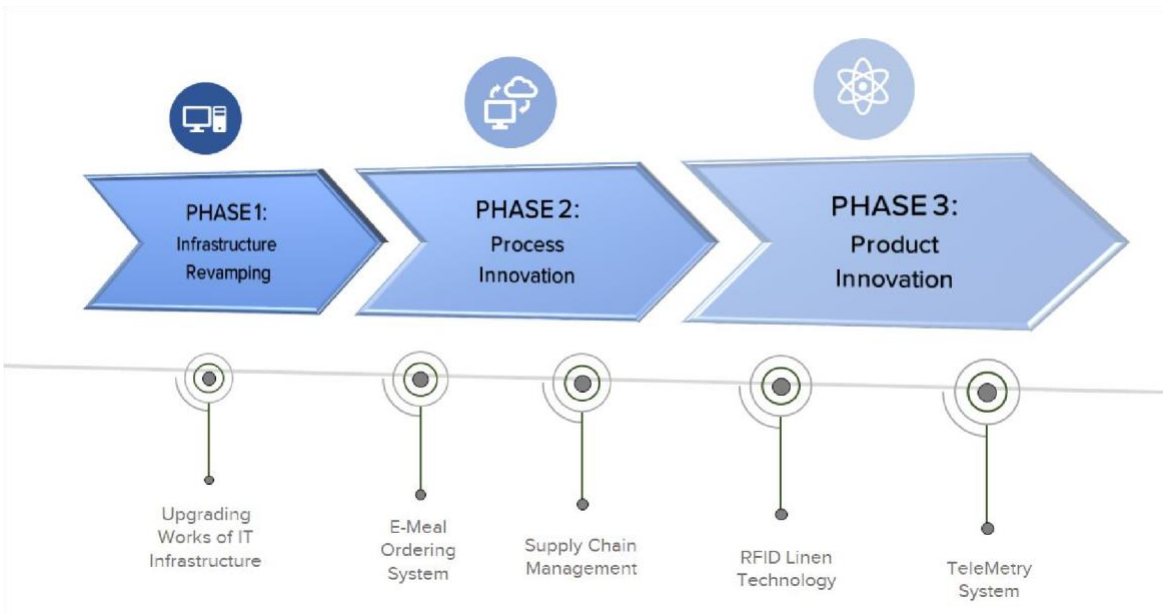 PHASE 1:
Infrastructure
Revamping
PHASE 2:
Process
Innovation
PHASE 3:
Product
Innovation
Upgrading
Works of IT
Infrastructure
E-Meal
Ordering
System
Supply Chain
Management
RFID Linen
Technology
TeleMetry
System